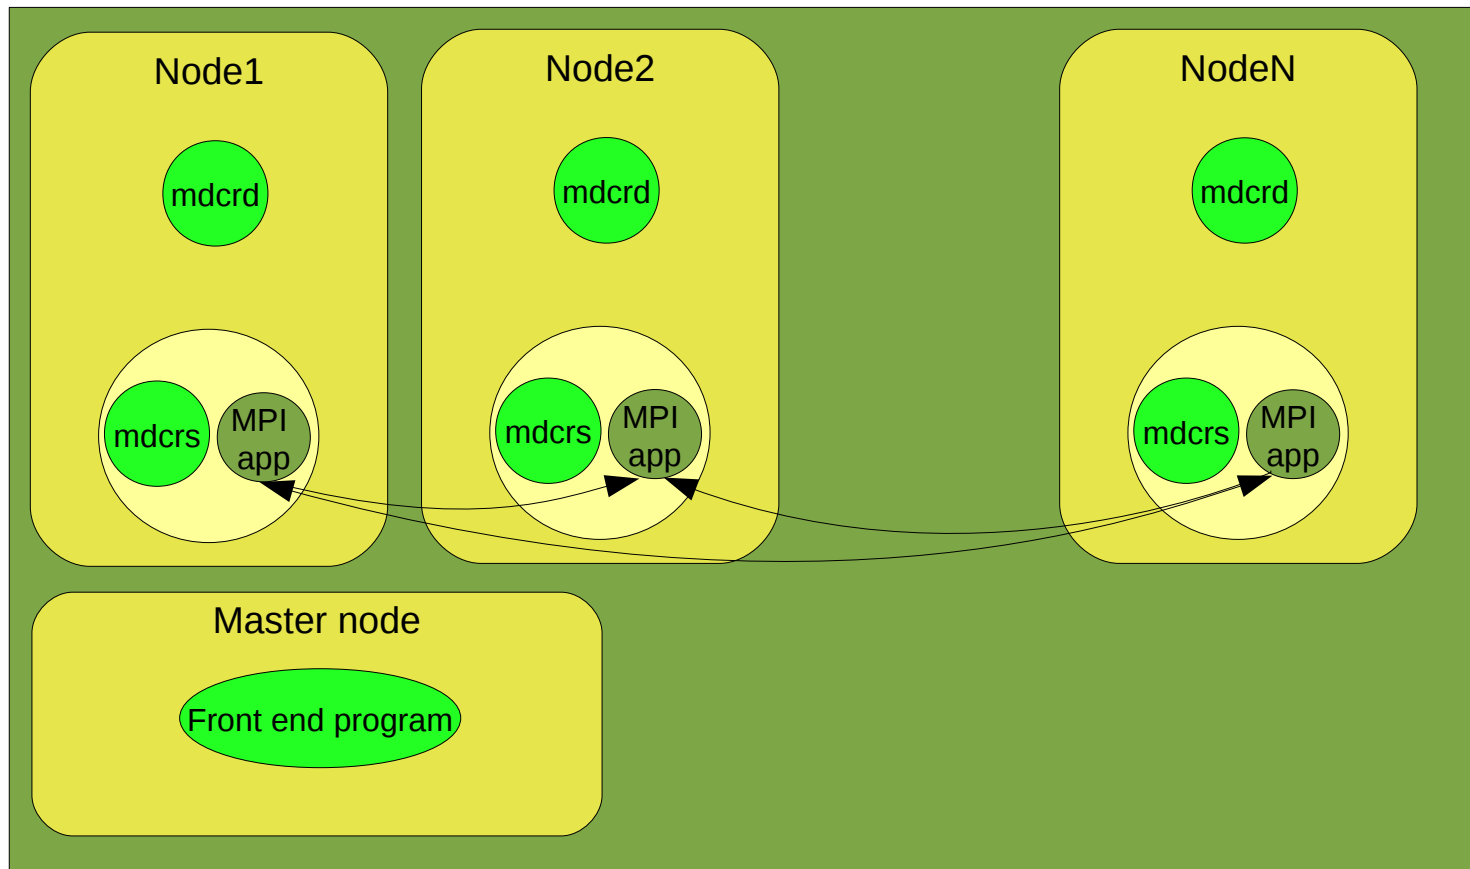 Node1
Node2
NodeN
mdcrd
mdcrd
mdcrd
mdcrs
MPI
app
mdcrs
MPI
app
mdcrs
MPI
app
Master node
Front end program